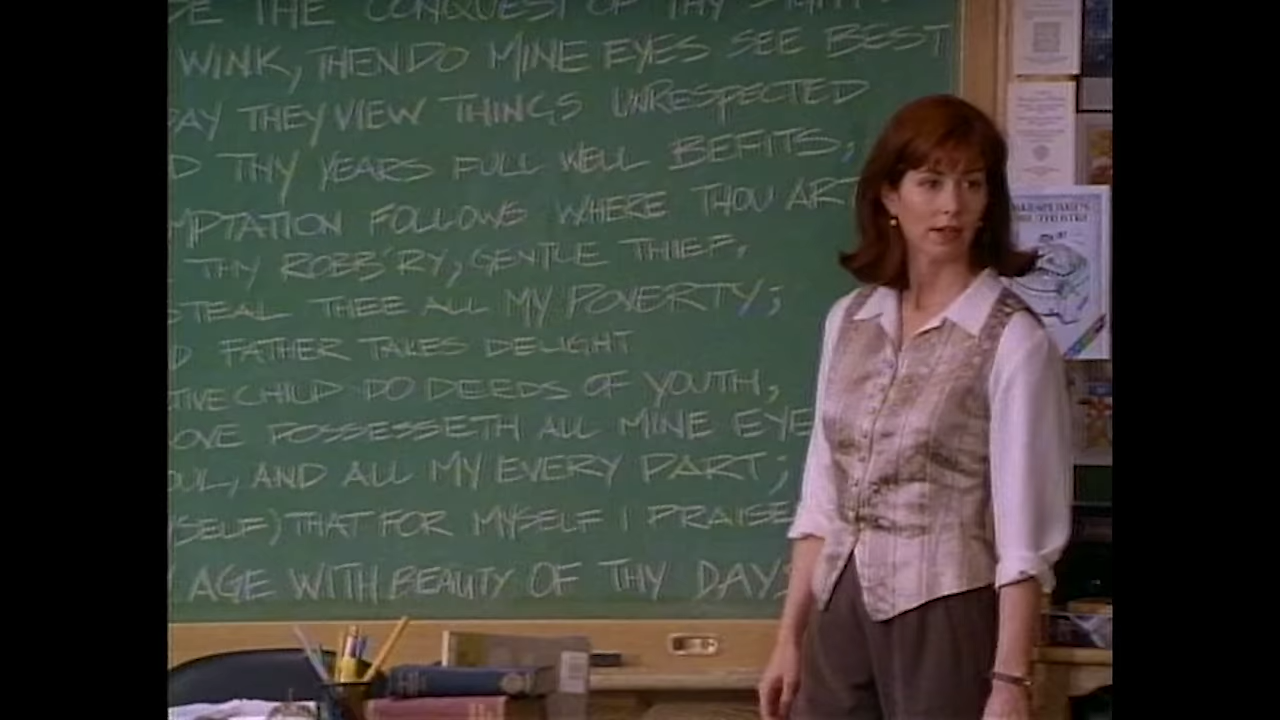 THE CONQUEST OF THY
WINK, THEN DO MINE EYES SEE BEST
AY THEY VIEW THINGS UNRESPECTED
D THY YEARS FULL WELL BEFITS;
MPTATION FOLLOWS WHERE THOU ART
THY ROBB'RY, GENTLE THIEF,
STEAL THEE ALL MY POVERTY;
D FATHER TAKES DELIGHT
TIVE CHILD DO DEEDS OF YOUTH,
OVE POSSESSETH ALL MINE EYE
OUL, AND ALL MY EVERY PART;
YSELF) THAT FOR MYSELF I PRAISE
AGE WITH BEAUTY OF THY DAYS